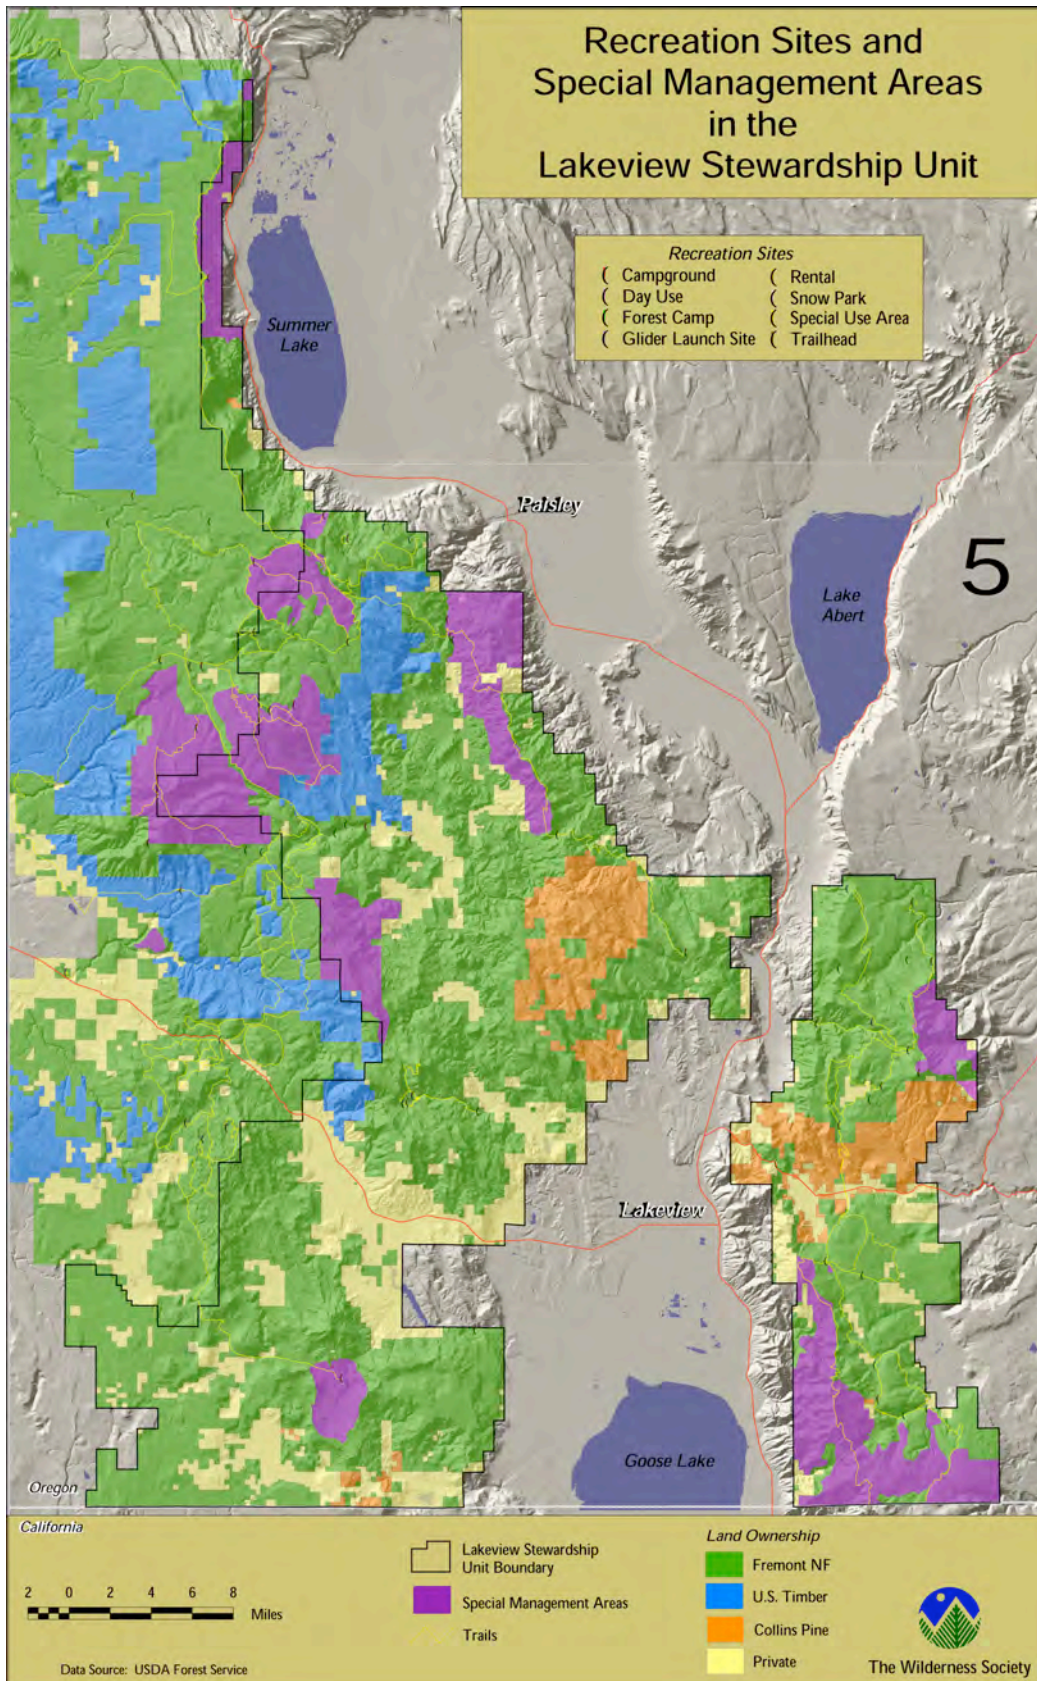 Recreation Sites and
Special Management Areas
in the
Lakeview Stewardship Unit
Recreation Sites
( Campground
( Rental
( Day Use
( Snow Park
( Forest Camp
( Special Use Area
( Glider Launch Site
( Trailhead
Summer
Lake
Paisley
5
Lake
Abert
Lakeview
Goose Lake
Oregon
California
2 0 2 4 6 8
Miles
Data Source: USDA Forest Service
Lakeview Stewardship
Unit Boundary
Special Management Areas
Trails
Land Ownership
Fremont NF
U.S. Timber
Collins Pine
Private
The Wilderness Society